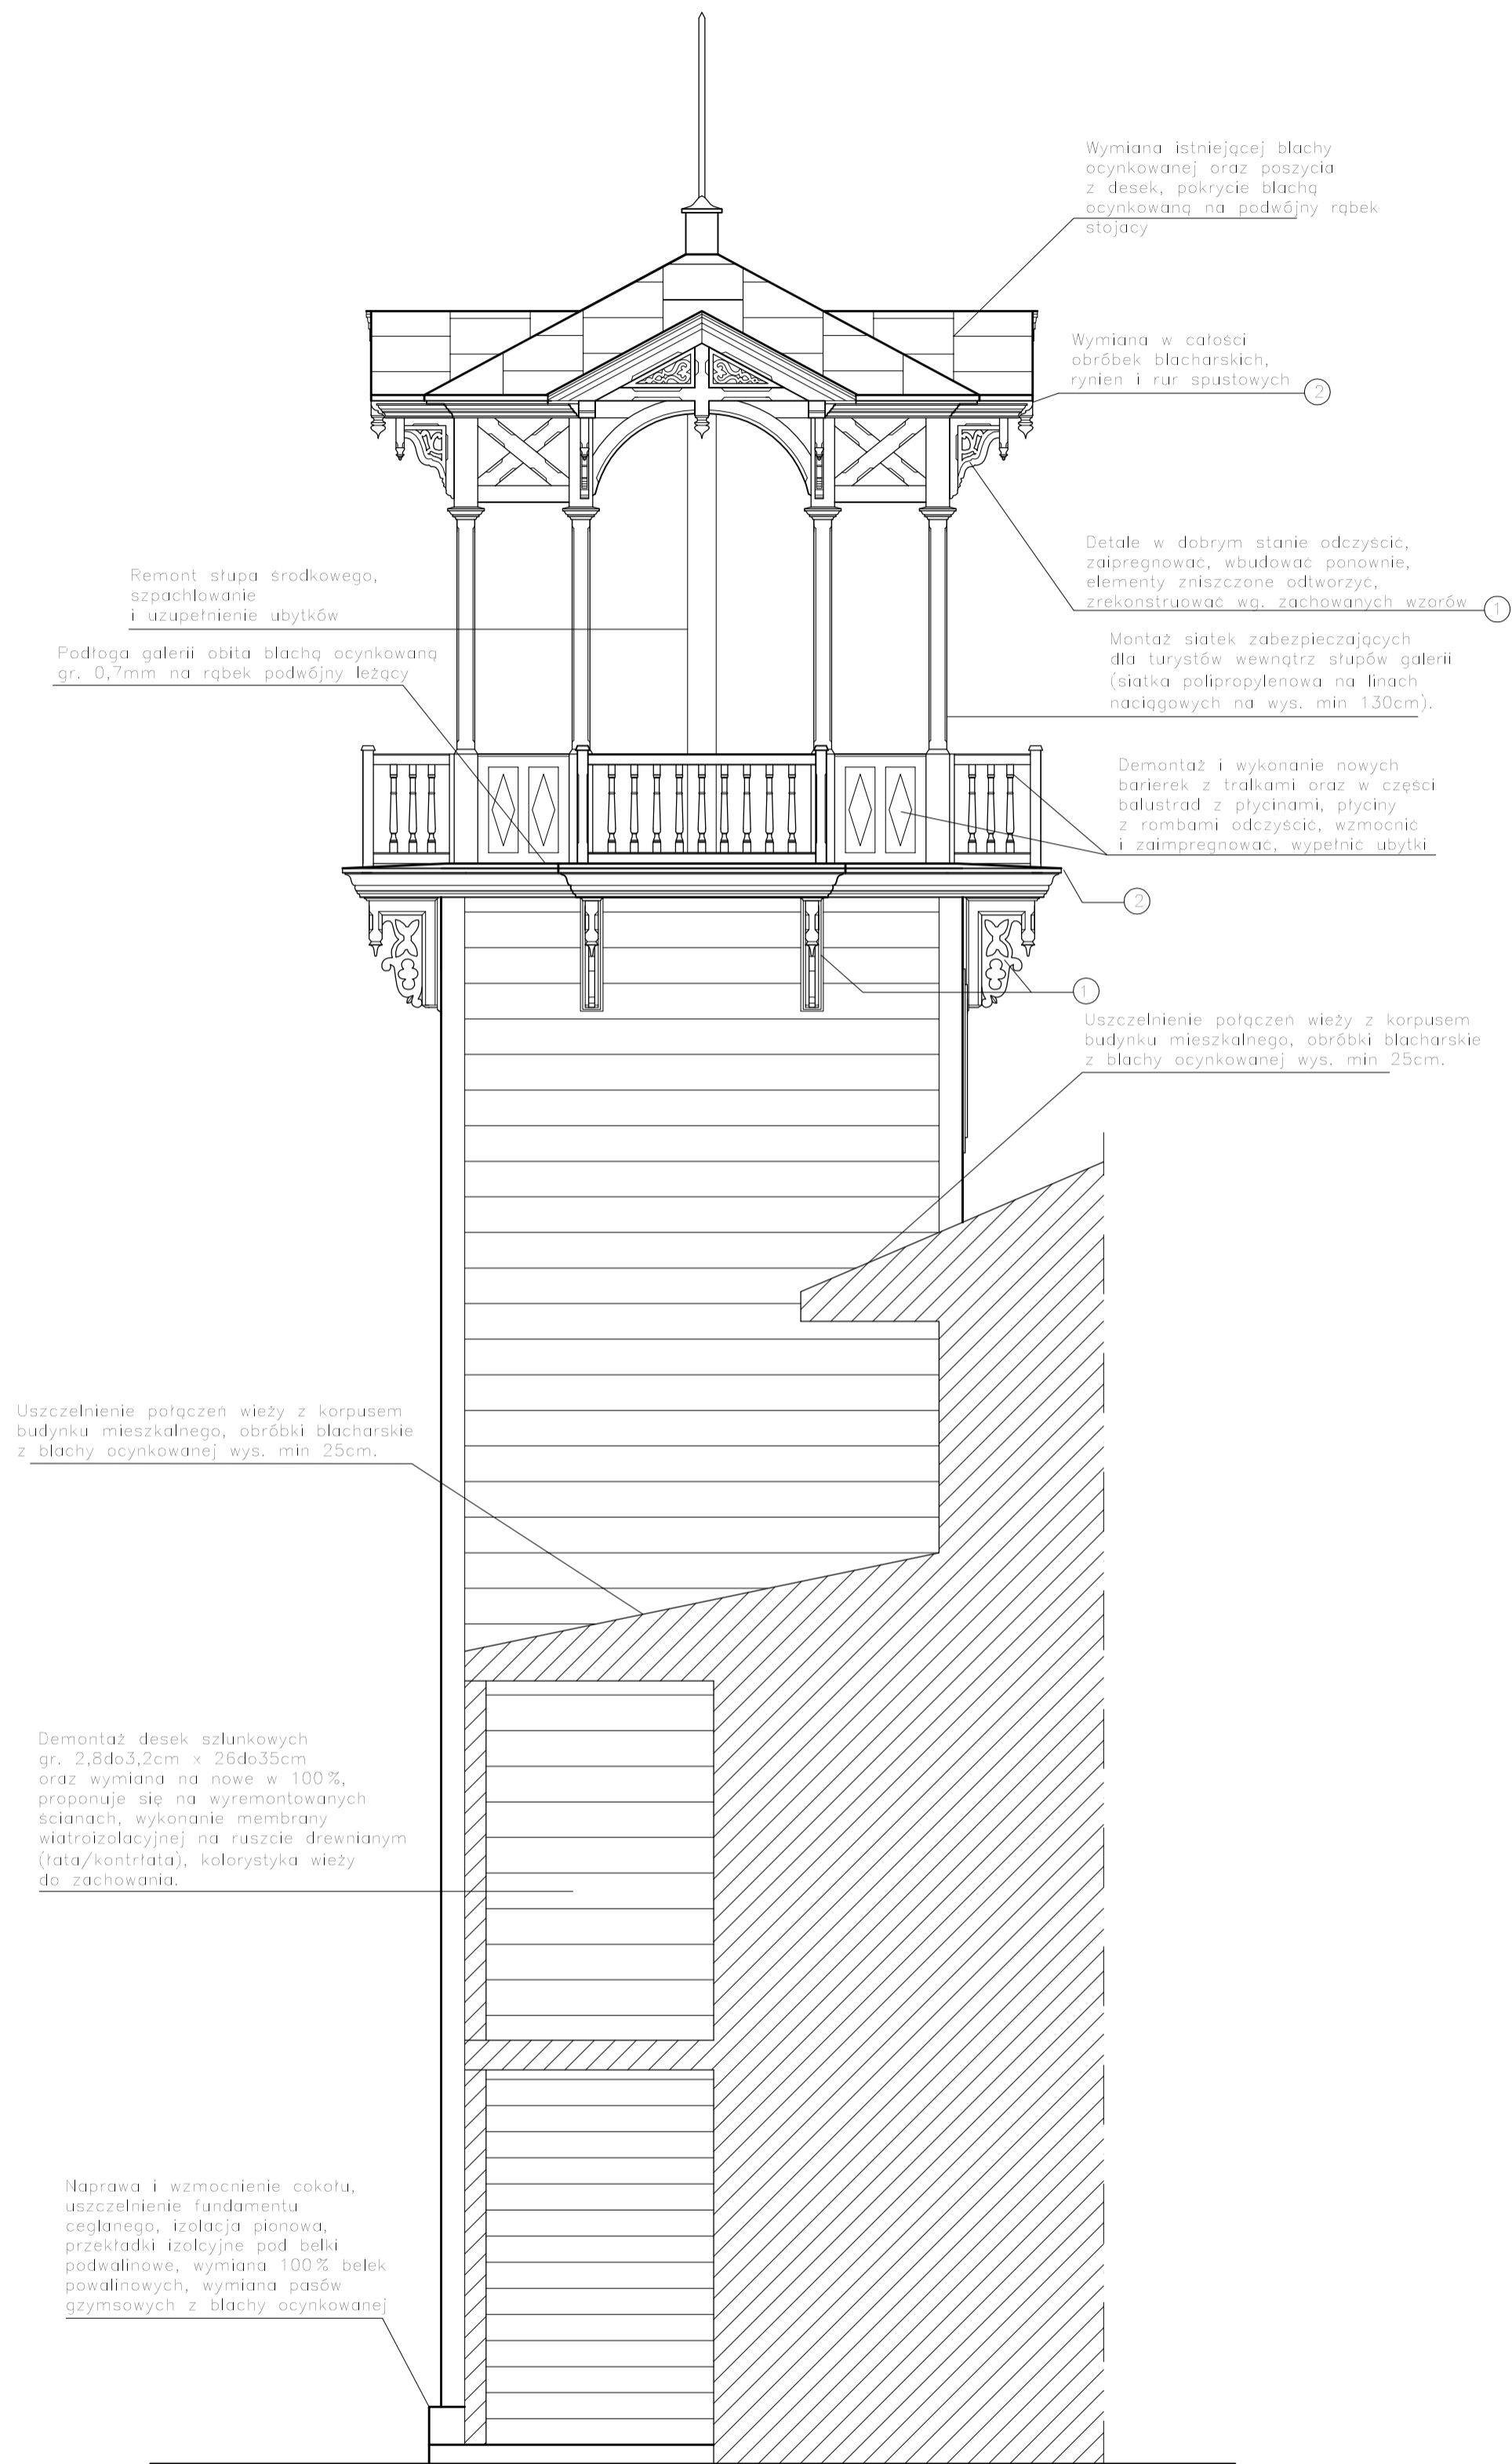 Wymiana istniejącej blachy
ocynkowanej oraz poszycia
z desek, pokrycie blachą
ocynkowaną na podwójny rąbek
stojacy
Wymiana w całości
obróbek blacharskich,
rynien i rur spustowych
2
Detale w dobrym stanie odczyścić,
zaipregnować, wbudować ponownie,
elementy zniszczone odtworzyć,
zrekonstruować wg. zachowanych wzorów
1
Remont słupa środkowego,
szpachlowanie
i uzupełnienie ubytków
Podłoga galerii obita blachą ocynkowaną
gr. 0,7mm na rąbek podwójny leżący
Montaż siatek zabezpieczających
dla turystów wewnątrz słupów galerii
(siatka polipropylenowa na linach
naciągowych na wys. min 130cm).
Demontaż i wykonanie nowych
barierek z tralkami oraz w części
balustrad z płycinami, płyciny
z rombami odczyścić, wzmocnić
i zaimpregnować, wypełnić ubytki
2
1
Uszczelnienie połączeń wieży z korpusem
budynku mieszkalnego, obróbki blacharskie
z blachy ocynkowanej wys. min 25cm.
Uszczelnienie połączeń wieży z korpusem
budynku mieszkalnego, obróbki blacharskie
z blachy ocynkowanej wys. min 25cm.
Demontaż desek szlunkowych
gr. 2,8do3,2cm x 26do35cm
oraz wymiana na nowe w 100%,
proponuje się na wyremontowanych
ścianach, wykonanie membrany
wiatroizolacyjnej na ruszcie drewnianym
(łata/kontrłata), kolorystyka wieży
do zachowania.
Naprawa i wzmocnienie cokołu,
uszczelnienie fundamentu
ceglanego, izolacja pionowa,
przekładki izolcyjne pod belki
podwalinowe, wymiana 100% belek
powalinowych, wymiana pasów
gzymsowych z blachy ocynkowanej